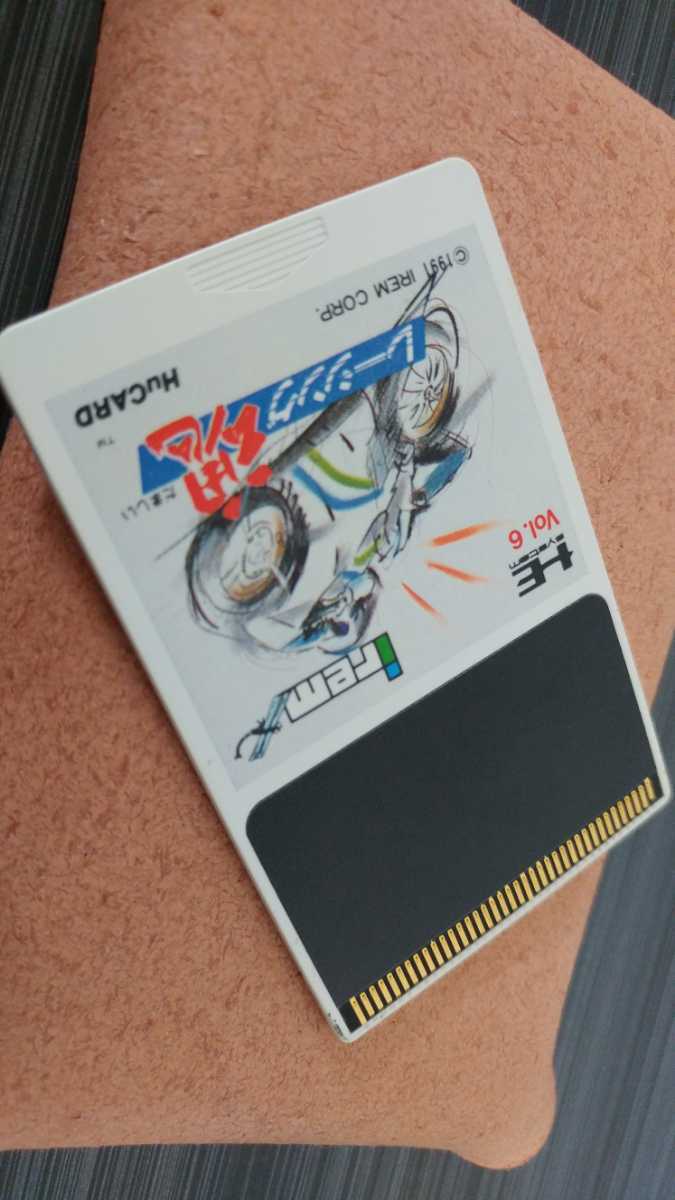 HE
system
Vol.6
irem
レーシング
魂
たましい
HuCARD
TM
©1991 IREM CORP.